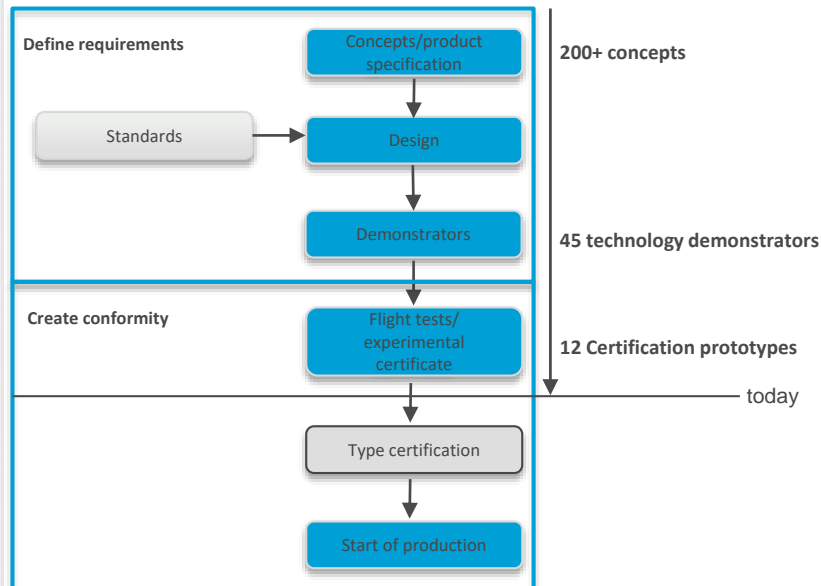 Define requirements
Concepts/product
specification
200+ concepts
Standards
Design
Demonstrators
45 technology demonstrators
Create conformity
Flight tests/
experimental
certificate
12 Certification prototypes
today
Type certification
Start of production